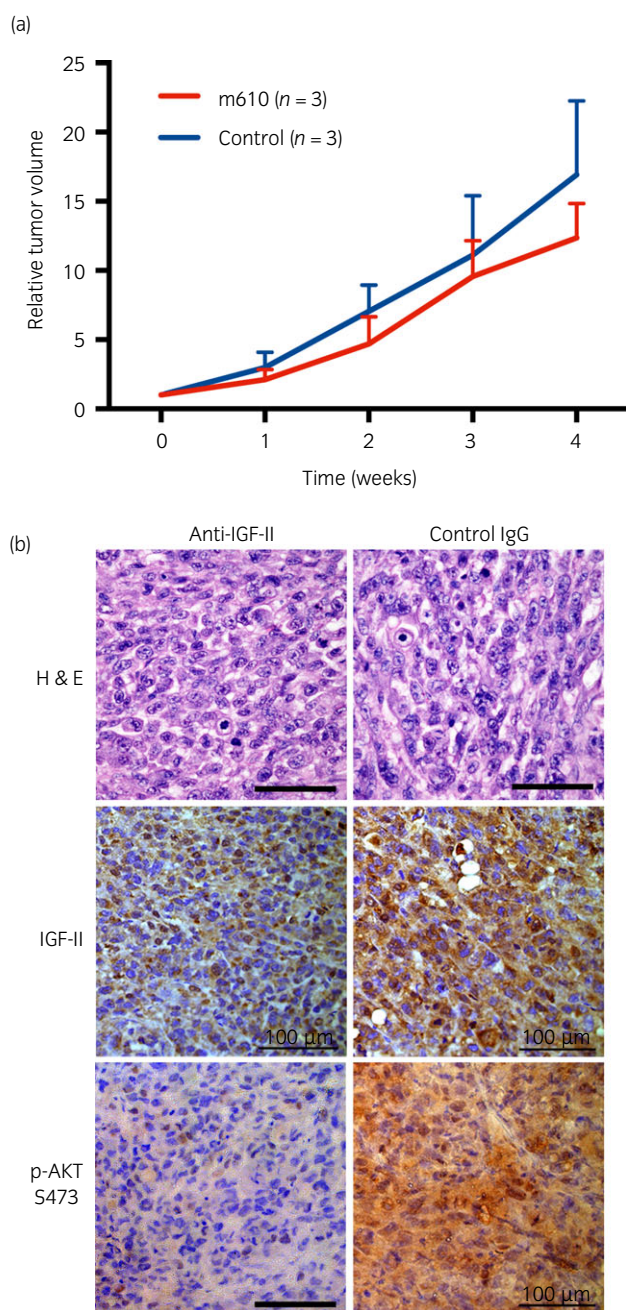 (a)
25
20
15
10
5
0
Relative tumor volume
m610 (n = 3)
Control (n = 3)
0 1 2 3 4
Time (weeks)
(b)
Anti-IGF-II Control IgG
H & E
IGF-II
100 µm 100 µm
p-AKT
S473
100 µm